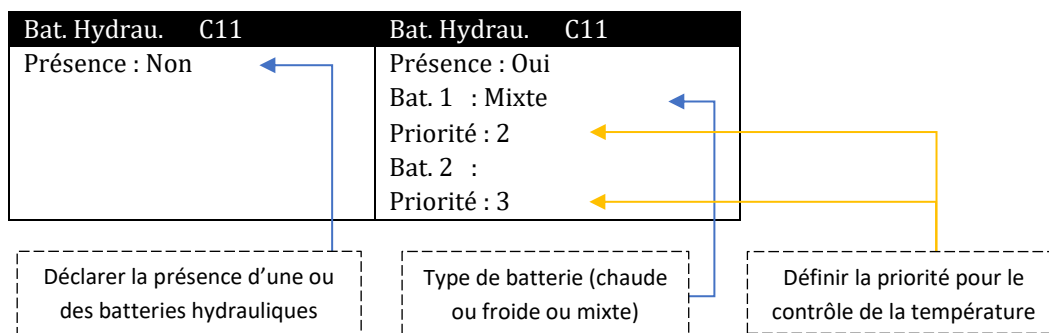 Bat. Hydrau. C11
Présence : Non
Bat. Hydrau. C11
Présence : Oui
Bat. 1 : Mixte
Priorité : 2
Bat. 2 :
Priorité : 3
Déclarer la présence d'une ou
des batteries hydrauliques
Type de batterie (chaude
ou froide ou mixte)
Définir la priorité pour le
contrôle de la température